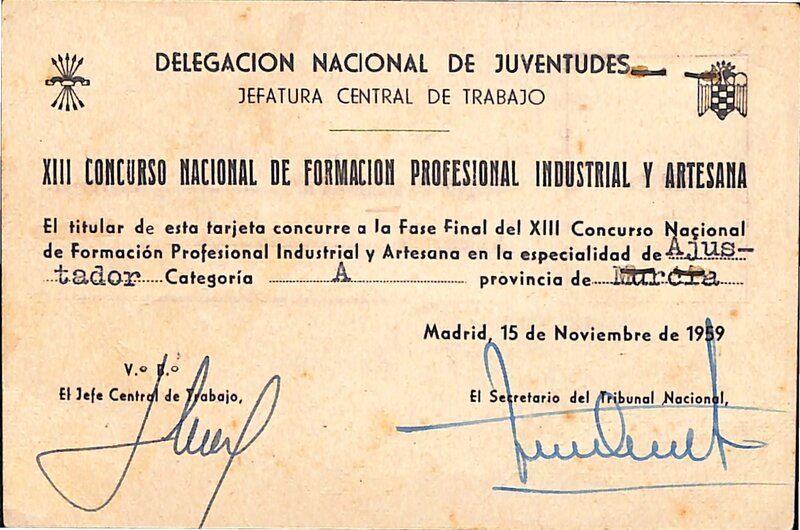 DELEGACION NACIONAL DE JUVENTUDES
JEFATURA CENTRAL DE TRABAJO
XIII CONCURSO NACIONAL DE FORMACION PROFESIONAL INDUSTRIAL Y ARTESANA
El titular de esta tarjeta concurre a la Fase Final del XIII Concurso Nacional
de Formación Profesional Industrial y Artesana en la especialidad de Ajus-
tador Categoría A provincia de Murcia
Madrid, 15 de Noviembre de 1959
V.º B.º
El Jefe Central de Trabajo,
El Secretario del Tribunal Nacional,